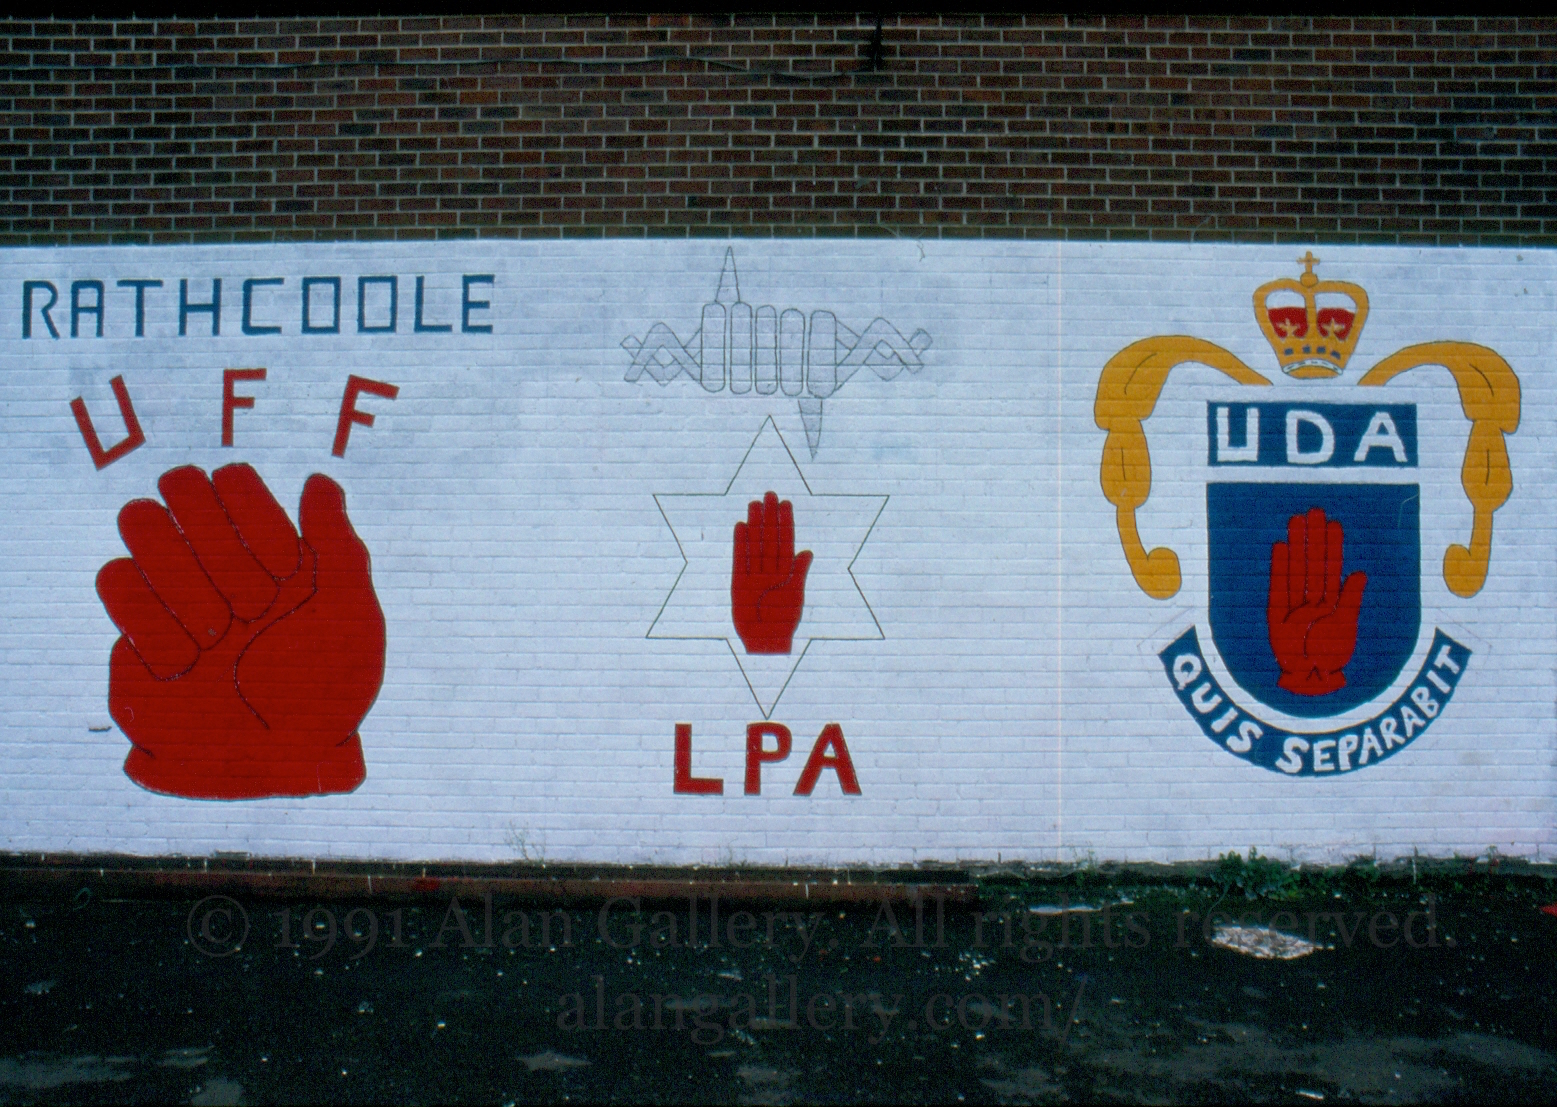 RATHCOOLE
UFF
LPA
UDA
QUIS SEPARABIT
© 1991 Alan Gallery. All rights reserved.
alangallery.com/